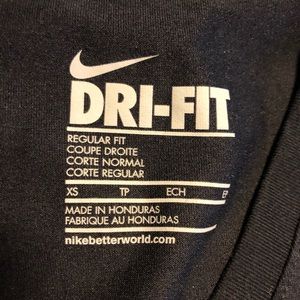 DRI-FIT
REGULAR FIT
COUPE DROITE
CORTE NORMAL
CORTE REGULAR
XS TP ECH
MADE IN HONDURAS
FABRIQUE AU HONDURAS
nikebetterworld.com